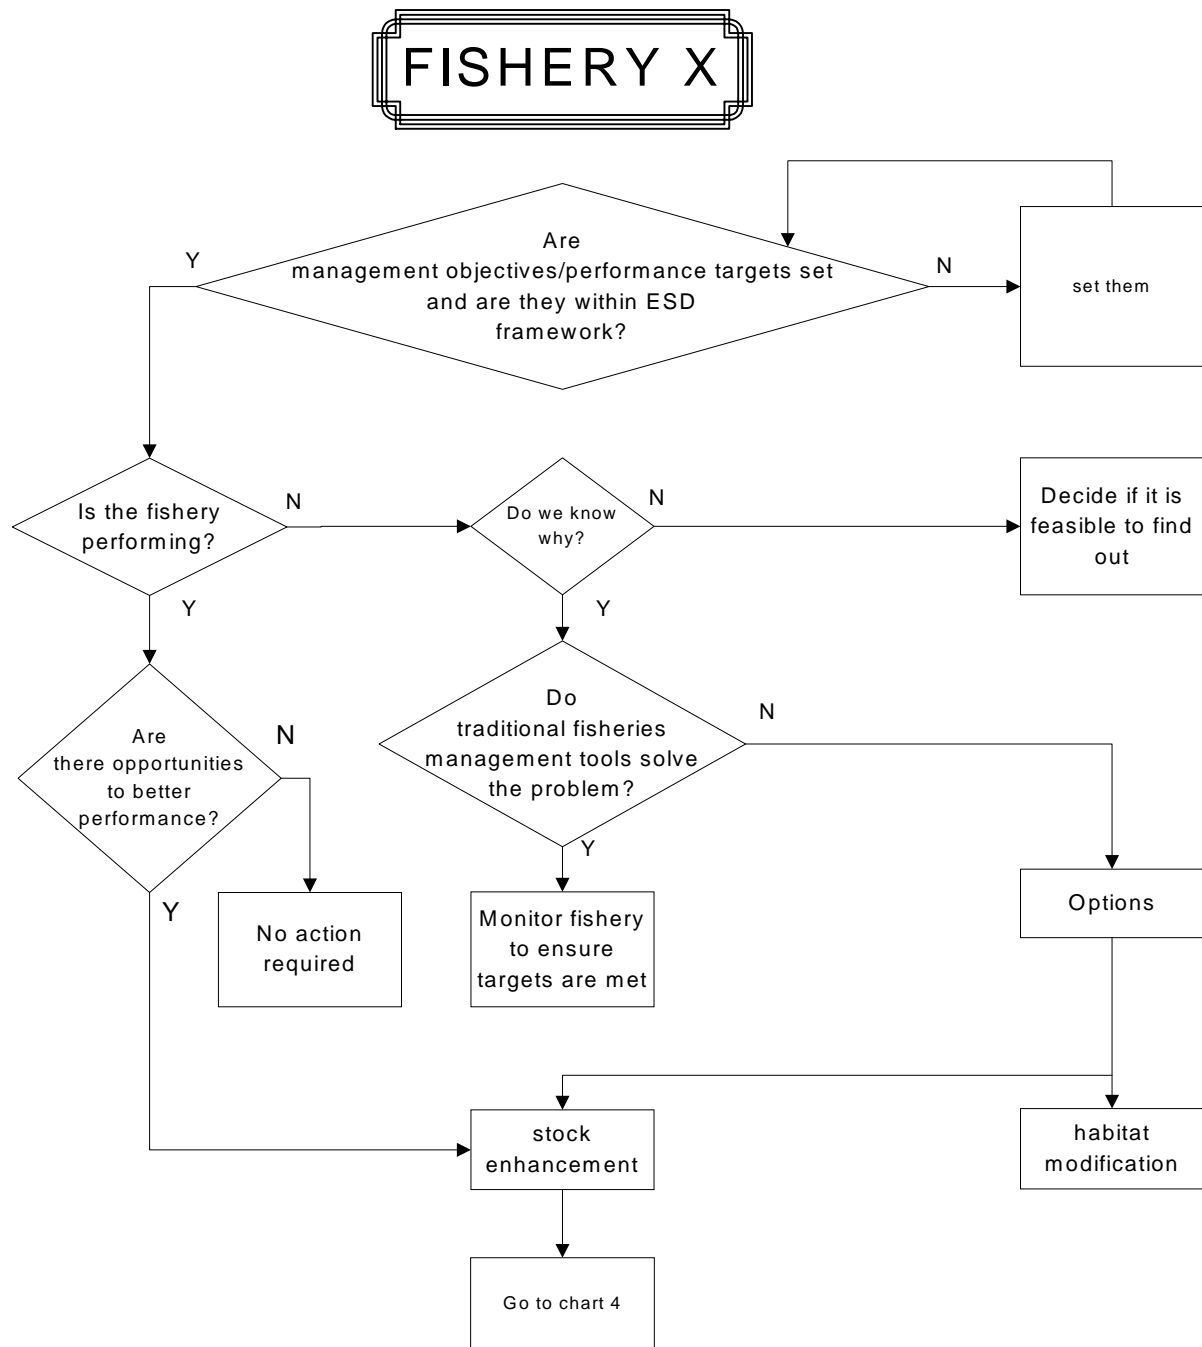 FISHERY X
Are
management objectives/performance targets set
and are they within ESD
framework?
Y
N
set them
Is the fishery
performing?
N
Do we know
why?
N
Decide if it is
feasible to find
out
Y
Y
Are
there opportunities
to better
performance?
N
Do
traditional fisheries
management tools solve
the problem?
N
Y
No action
required
Y
Monitor fishery
to ensure
targets are met
Options
stock
enhancement
habitat
modification
Go to chart 4